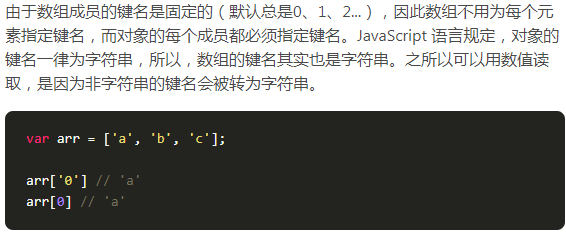 由于数组成员的键名是固定的（默认总是0、1、2...），因此数组不用为每个元
素指定键名，而对象的每个成员都必须指定键名。JavaScript 语言规定，对象的
键名一律为字符串，所以，数组的键名其实也是字符串。之所以可以用数值读
取，是因为非字符串的键名会被转为字符串。
var arr = ['a', 'b', 'c'];
arr['0'] // 'a'
arr[0] // 'a'